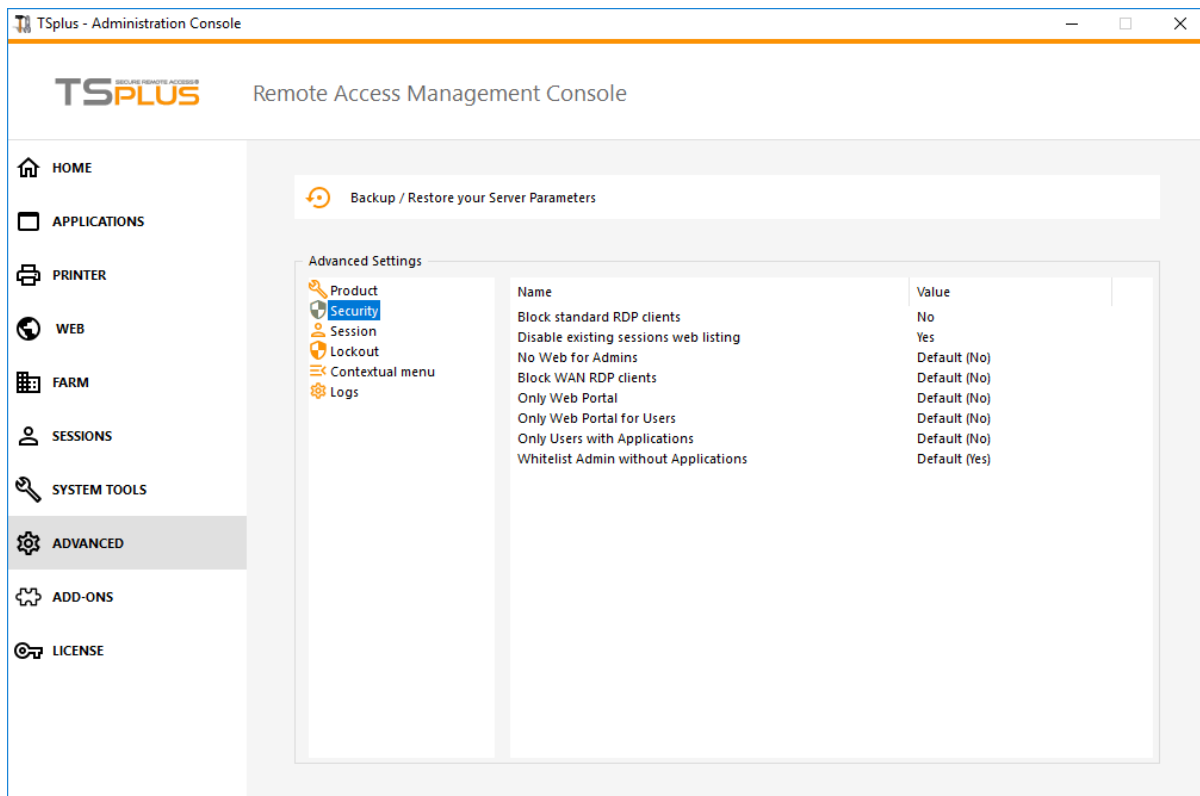 TSplus - Administration Console
TSPLUS SECURE REMOTE ACCESS
Remote Access Management Console
HOME
APPLICATIONS
PRINTER
WEB
FARM
SESSIONS
SYSTEM TOOLS
ADVANCED
ADD-ONS
LICENSE
Backup / Restore your Server Parameters
Advanced Settings
Product
Security
Session
Lockout
Contextual menu
Logs
Name Value
Block standard RDP clients No
Disable existing sessions web listing Yes
No Web for Admins Default (No)
Block WAN RDP clients Default (No)
Only Web Portal Default (No)
Only Web Portal for Users Default (No)
Only Users with Applications Default (No)
Whitelist Admin without Applications Default (Yes)